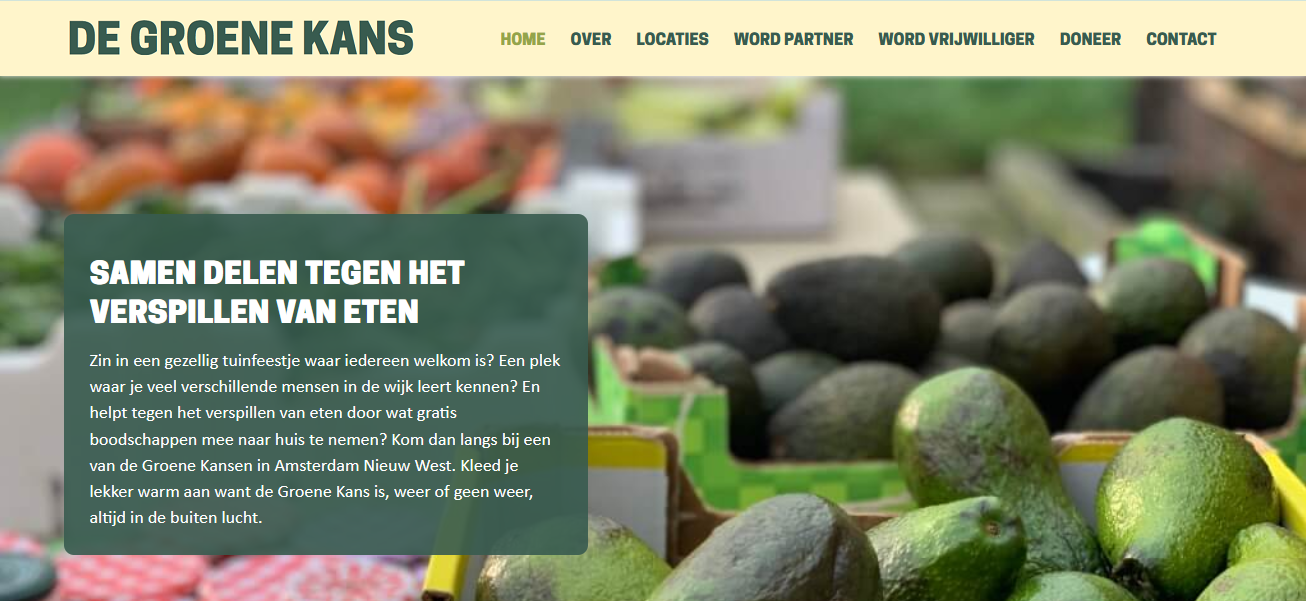 DE GROENE KANS
HOME OVER LOCATIES WORD PARTNER WORD VRIJWILLIGER DONEER CONTACT
SAMEN DELEN TEGEN HET
VERSPILLEN VAN ETEN
Zin in een gezellig tuinfeestje waar iedereen welkom is? Een plek
waar je veel verschillende mensen in de wijk leert kennen? En
helpt tegen het verspillen van eten door wat gratis
boodschappen mee naar huis te nemen? Kom dan langs bij een
van de Groene Kansen in Amsterdam Nieuw West. Kleed je
lekker warm aan want de Groene Kans is, weer of geen weer,
altijd in de buiten lucht.